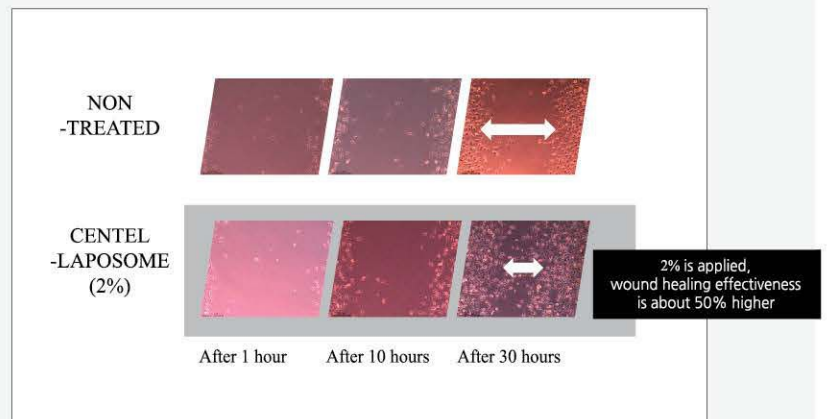 NON
-TREATED
CENTEL
-LAPOSOME
(2%)
2% is applied,
wound healing effectiveness
is about 50% higher
After 1 hour
After 10 hours
After 30 hours